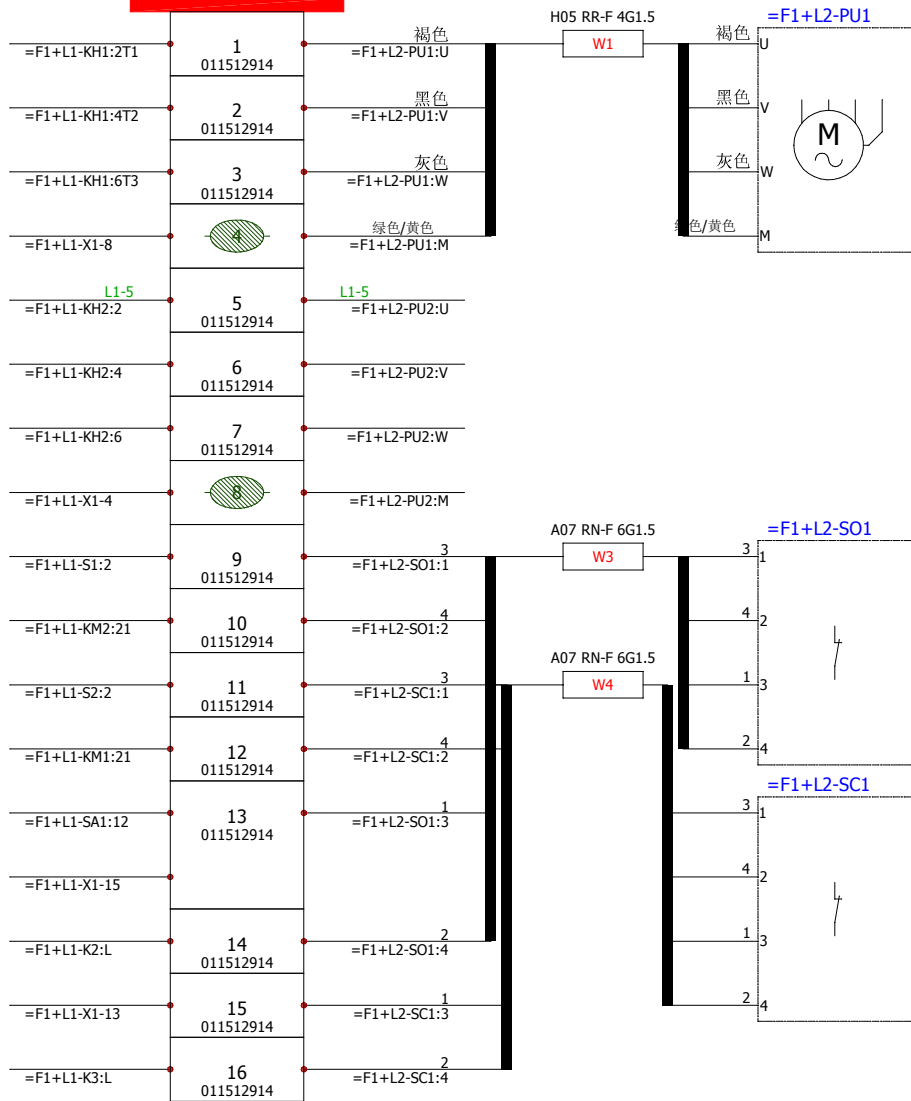 H05 RR-F 4G1.5
=F1+L2-PU1
1
褐色
W1
褐色
U
=F1+L1-KH1:2T1
011512914
=F1+L2-PU1:U
2
黑色
黑色
V
=F1+L1-KH1:4T2
011512914
=F1+L2-PU1:V
M
3
灰色
灰色
W
=F1+L1-KH1:6T3
011512914
=F1+L2-PU1:W
4
绿色/黄色
色/黄色
M
=F1+L1-X1-8
=F1+L2-PU1:M
L1-5
5
L1-5
=F1+L1-KH2:2
011512914
=F1+L2-PU2:U
6
=F1+L1-KH2:4
011512914
=F1+L2-PU2:V
7
=F1+L1-KH2:6
011512914
=F1+L2-PU2:W
8
=F1+L1-X1-4
=F1+L2-PU2:M
A07 RN-F 6G1.5
=F1+L2-SO1
9
3
W3
3
1
=F1+L1-S1:2
011512914
=F1+L2-SO1:1
10
4
4
2
=F1+L1-KM2:21
011512914
=F1+L2-SO1:2
A07 RN-F 6G1.5
11
3
W4
1
3
=F1+L1-S2:2
011512914
=F1+L2-SC1:1
12
4
2
4
=F1+L1-KM1:21
011512914
=F1+L2-SC1:2
=F1+L2-SC1
13
1
3
1
=F1+L1-SA1:12
011512914
=F1+L2-SO1:3
4
2
=F1+L1-X1-15
14
2
1
3
=F1+L1-K2:L
011512914
=F1+L2-SO1:4
15
1
2
4
=F1+L1-X1-13
011512914
=F1+L2-SC1:3
16
2
=F1+L1-K3:L
011512914
=F1+L2-SC1:4